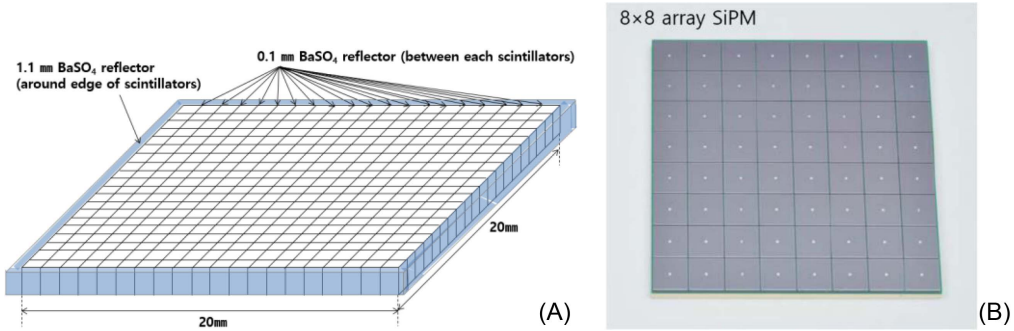 1.1 mm BaSO₄ reflector
(around edge of scintillators)
0.1 mm BaSO₄ reflector (between each scintillators)
20mm
20mm
(A)
8×8 array SiPM
(B)